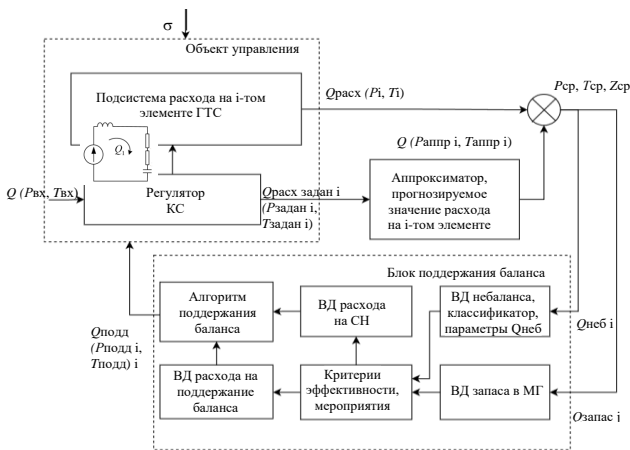 σ
Объект управления
Подсистема расхода на i-том
элементе ГТС
Q₁
Qрасх (Pi, Ti)
Pср, Tср, Zср
Q (Pаппр i, Tаппр i)
Q (Pвх, Tвх)
Регулятор
КС
Qрасх задан i
(Pзадан i,
Tзадан i)
Аппроксиматор,
прогнозируемое
значение расхода
на i-том элементе
Блок поддержания баланса
Алгоритм
поддержания
баланса
ВД расхода
на СН
ВД небаланса,
классификатор,
параметры Qнеб
Qнеб i
Qподд
(Pподд i,
Tподд) i
ВД расхода на
поддержание
баланса
Критерии
эффективности,
мероприятия
ВД запаса в МГ
Qзапас i